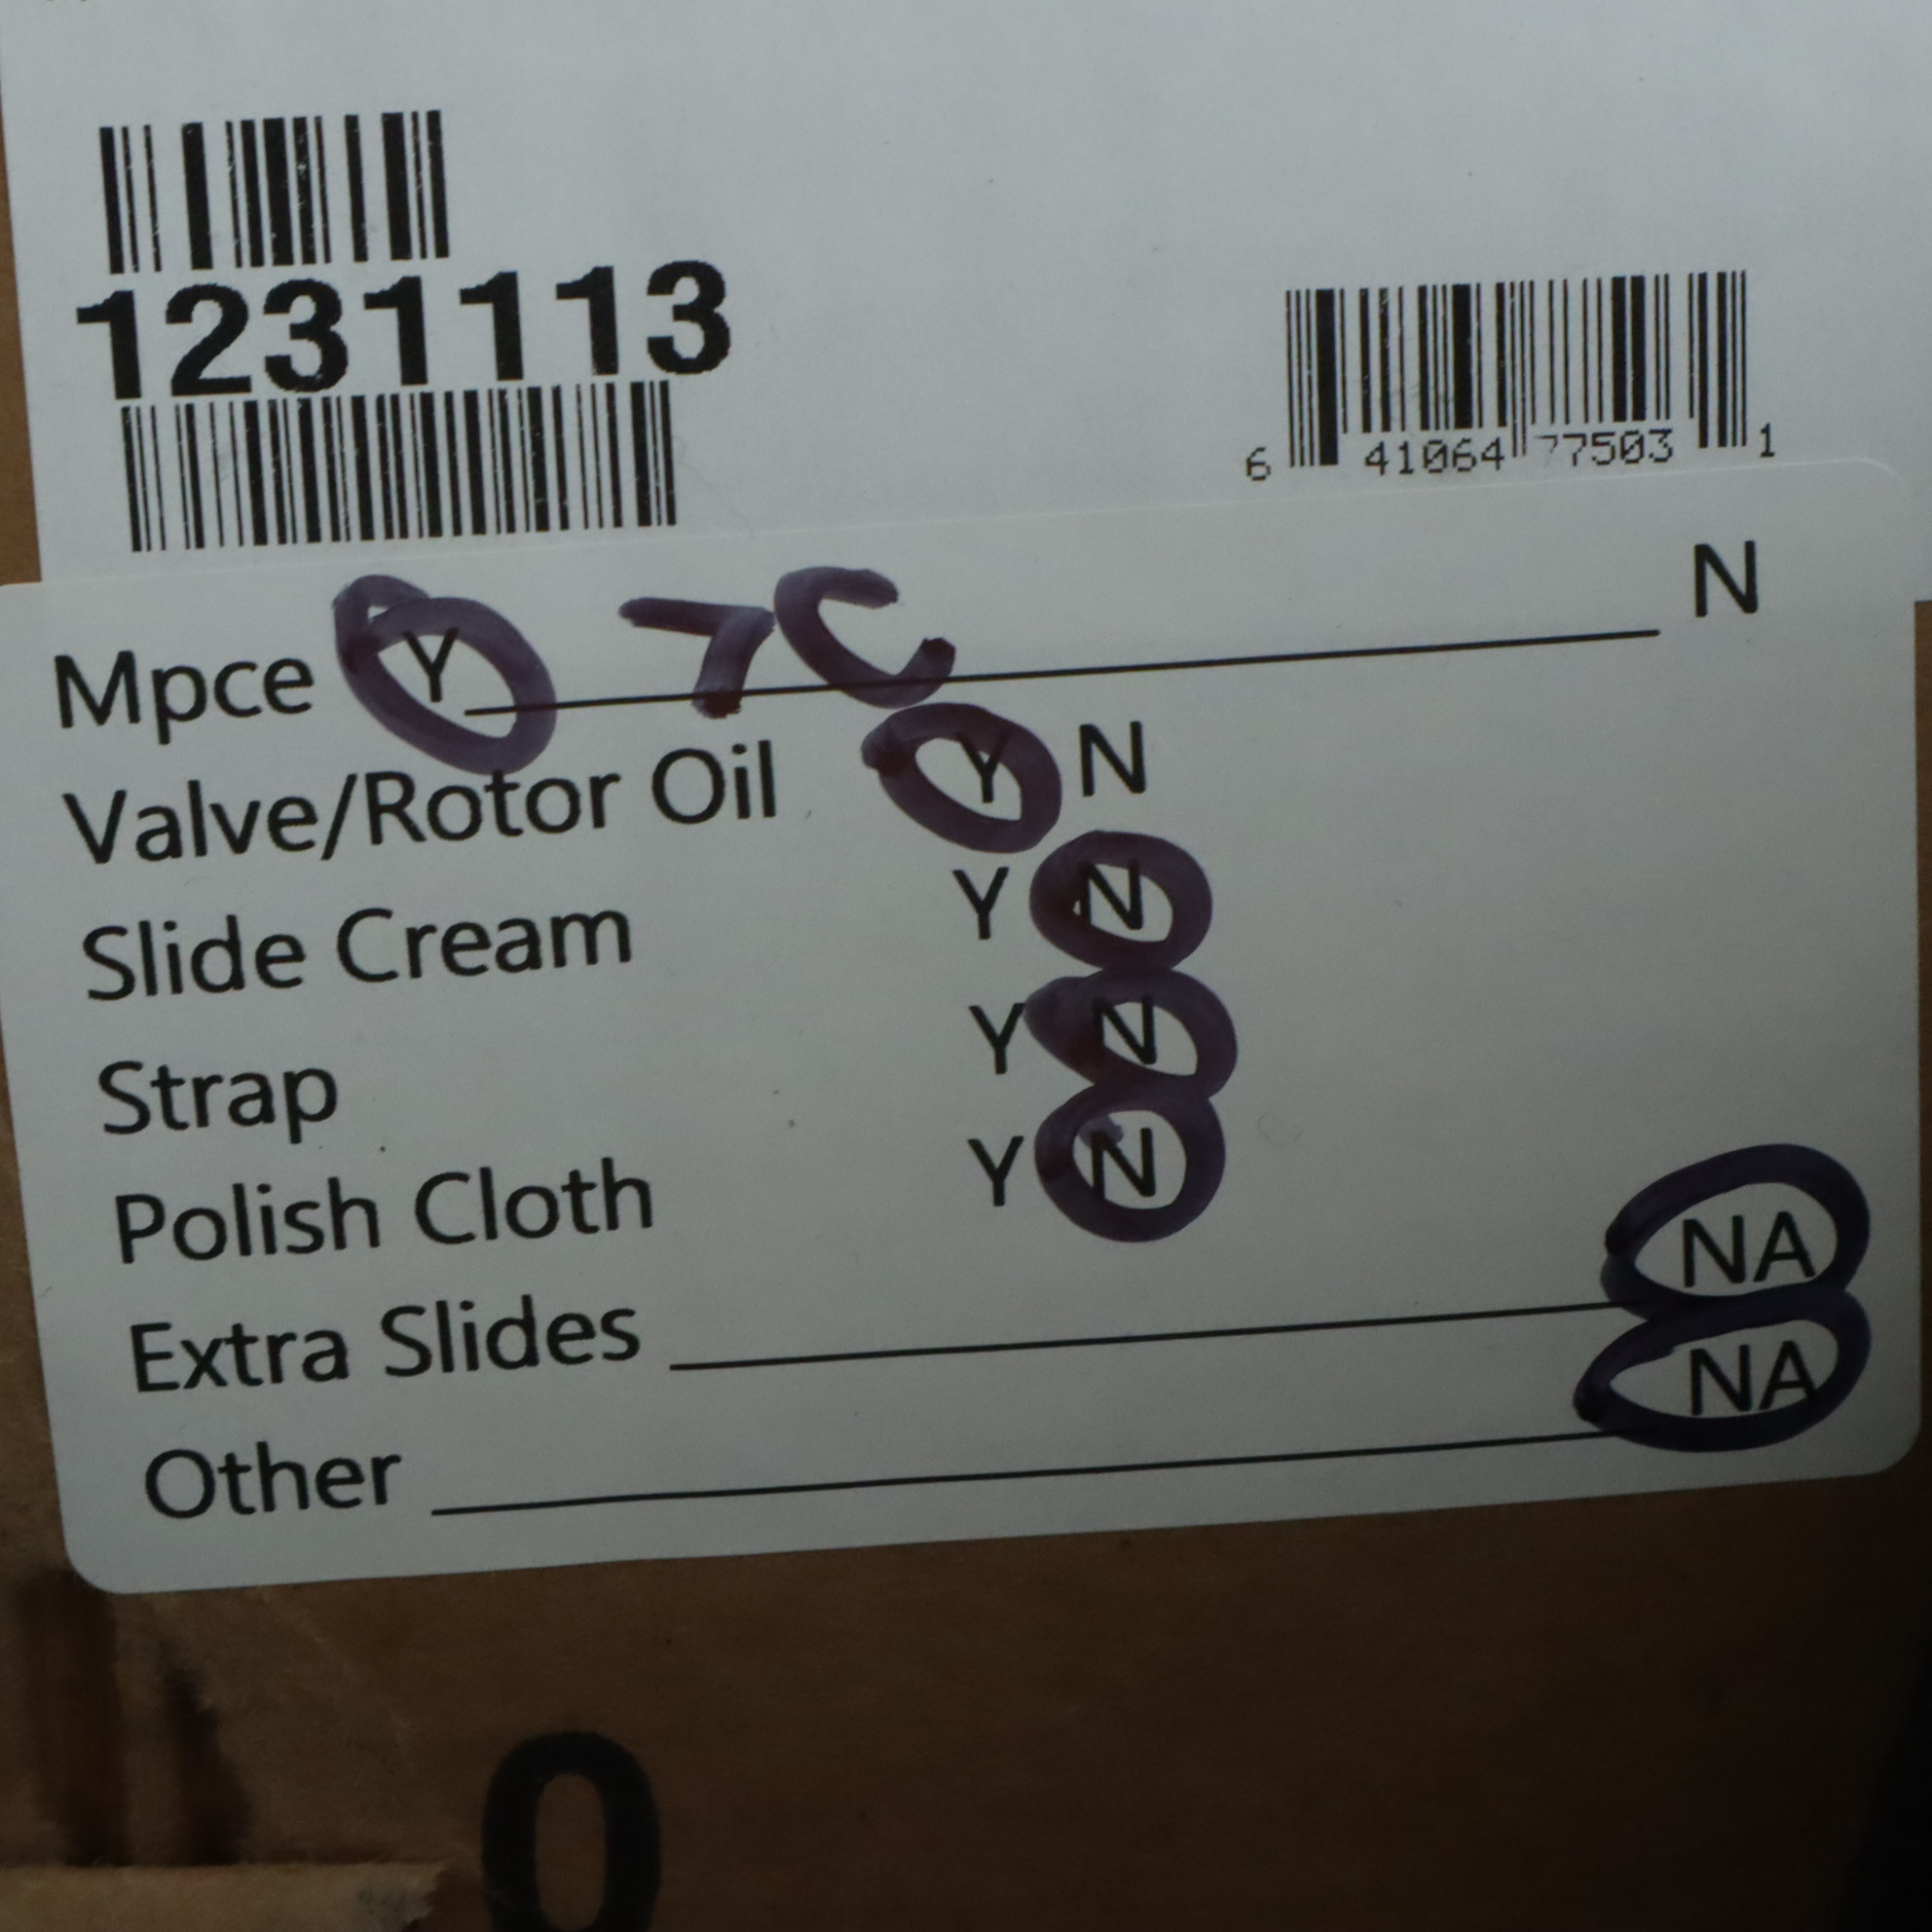 1231113
6 41064 77503 1
Mpce Y 7C N
Valve/Rotor Oil Y N
Slide Cream Y N
Strap Y N
Polish Cloth Y N
Extra Slides NA
Other NA
0